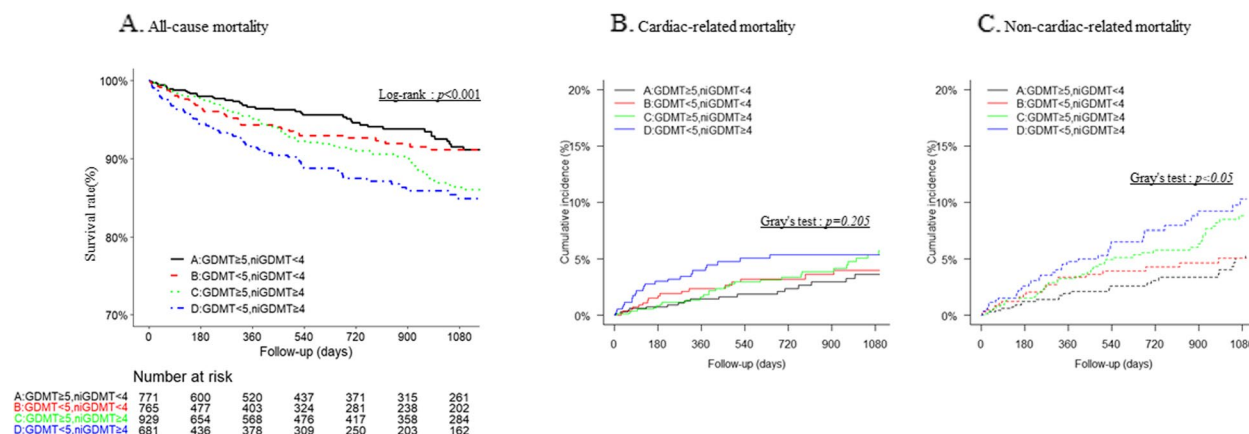 A. All-cause mortality
B. Cardiac-related mortality
C. Non-cardiac-related mortality
Log-rank : p<0.001
100%
90%
80%
70%
Survival rate(%)
A:GDMT≥5,niGDMT<4
B:GDMT<5,niGDMT<4
C:GDMT≥5,niGDMT≥4
D:GDMT<5,niGDMT≥4
0 180 360 540 720 900 1080
Follow-up (days)
Number at risk
A:GDMT≥5,niGDMT<4 771 600 520 437 371 315 261
B:GDMT<5,niGDMT<4 765 477 403 324 281 238 202
C:GDMT≥5,niGDMT≥4 929 654 568 476 417 358 284
D:GDMT<5,niGDMT≥4 681 436 378 309 250 203 162
20%
15%
10%
5%
0%
Cumulative incidence (%)
A:GDMT≥5,niGDMT<4
B:GDMT<5,niGDMT<4
C:GDMT≥5,niGDMT≥4
D:GDMT<5,niGDMT≥4
Gray's test : p=0.205
0 180 360 540 720 900 1080
Follow-up (days)
20%
15%
10%
5%
0%
Cumulative incidence (%)
A:GDMT≥5,niGDMT<4
B:GDMT<5,niGDMT<4
C:GDMT≥5,niGDMT≥4
D:GDMT<5,niGDMT≥4
Gray's test : p<0.05
0 180 360 540 720 900 1080
Follow-up (days)